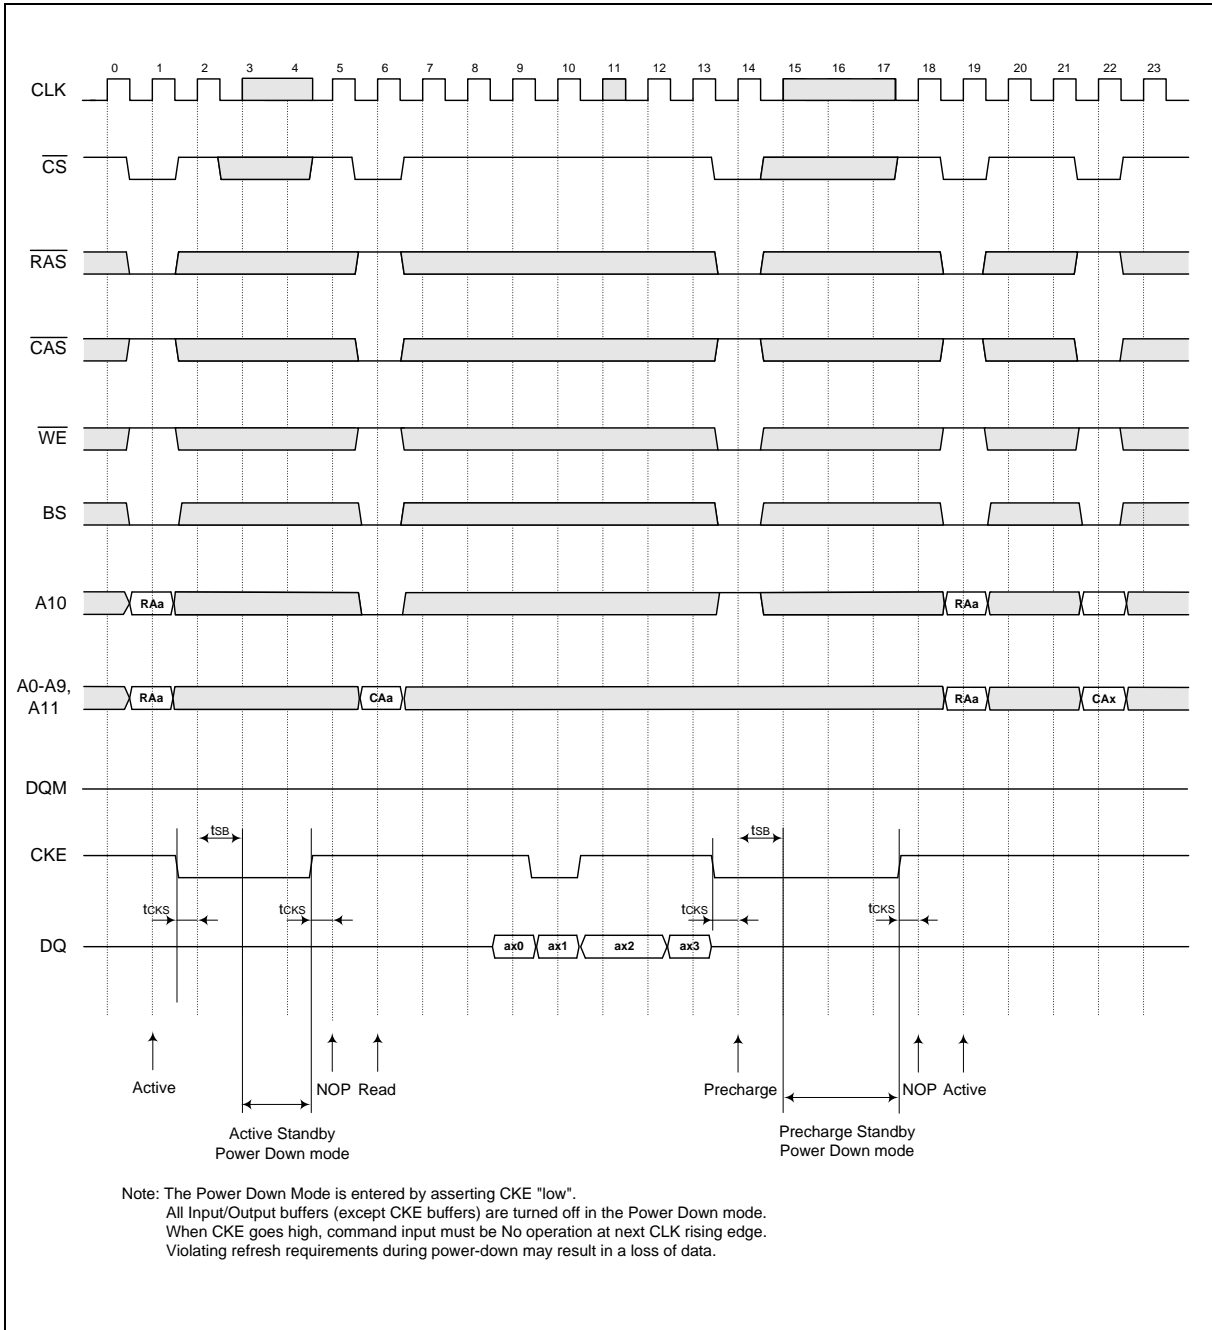 0 1 2 3 4 5 6 7 8 9 10 11 12 13 14 15 16 17 18 19 20 21 22 23
CLK
CS
RAS
CAS
WE
BS
A10 RAa RAa
A0-A9, A11 RAa CAa RAa CAx
DQM
tSB tSB
CKE
tCKS tCKS tCKS tCKS
DQ ax0 ax1 ax2 ax3
Active NOP Read Precharge NOP Active
Active Standby Power Down mode
Precharge Standby Power Down mode
Note: The Power Down Mode is entered by asserting CKE "low".
All Input/Output buffers (except CKE buffers) are turned off in the Power Down mode.
When CKE goes high, command input must be No operation at next CLK rising edge.
Violating refresh requirements during power-down may result in a loss of data.